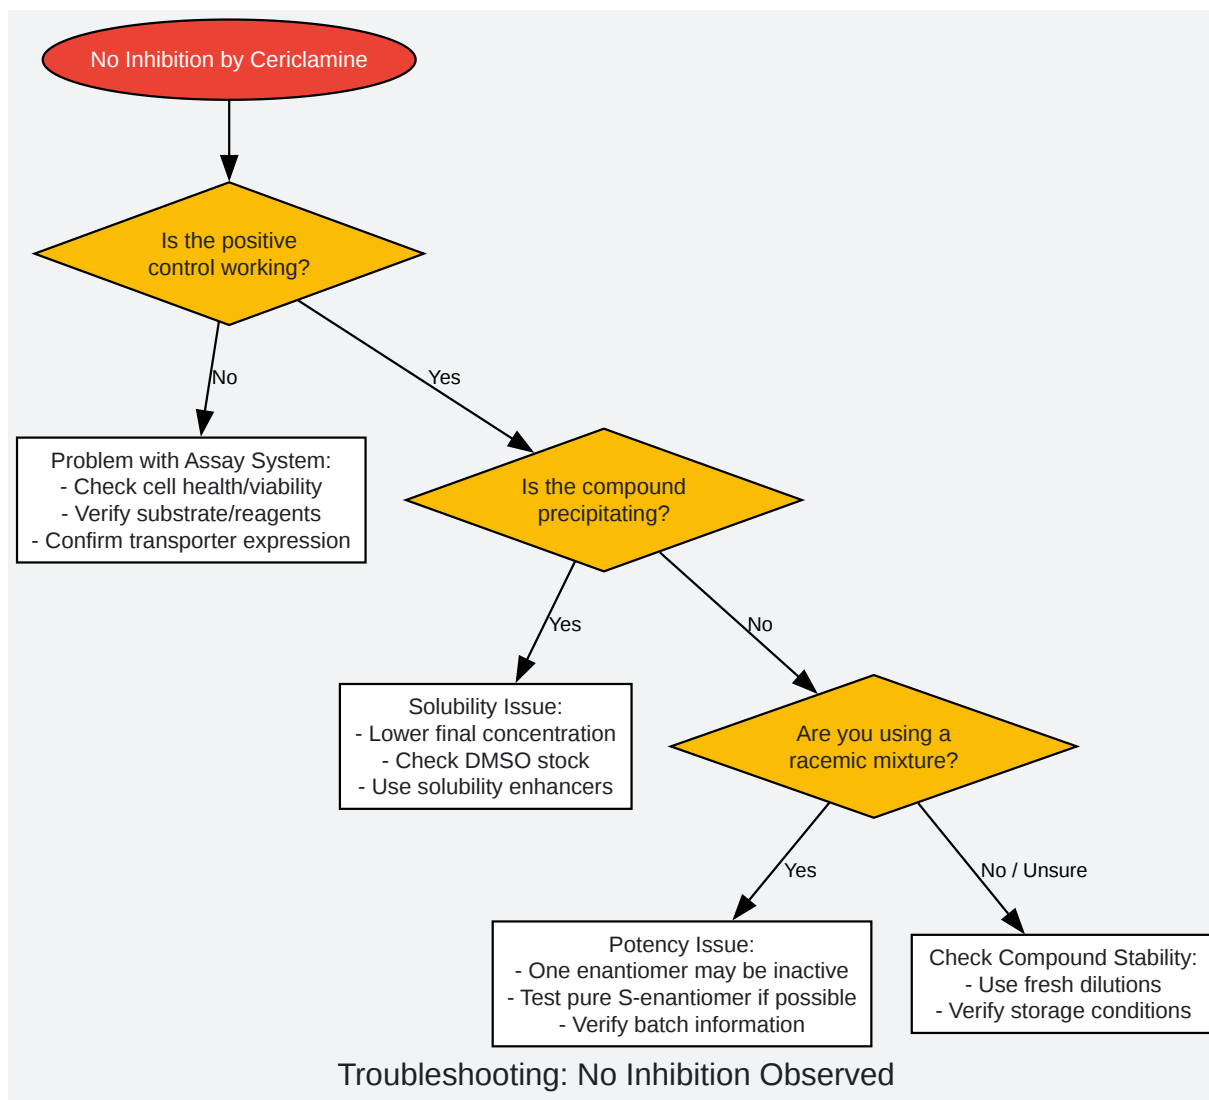 No Inhibition by Cericlamine
Is the positive
control working?
No
Yes
Problem with Assay System:
- Check cell health/viability
- Verify substrate/reagents
- Confirm transporter expression
Is the compound
precipitating?
Yes
No
Solubility Issue:
- Lower final concentration
- Check DMSO stock
- Use solubility enhancers
Are you using a
racemic mixture?
Yes
No / Unsure
Potency Issue:
- One enantiomer may be inactive
- Test pure S-enantiomer if possible
- Verify batch information
Check Compound Stability:
- Use fresh dilutions
- Verify storage conditions
Troubleshooting: No Inhibition Observed